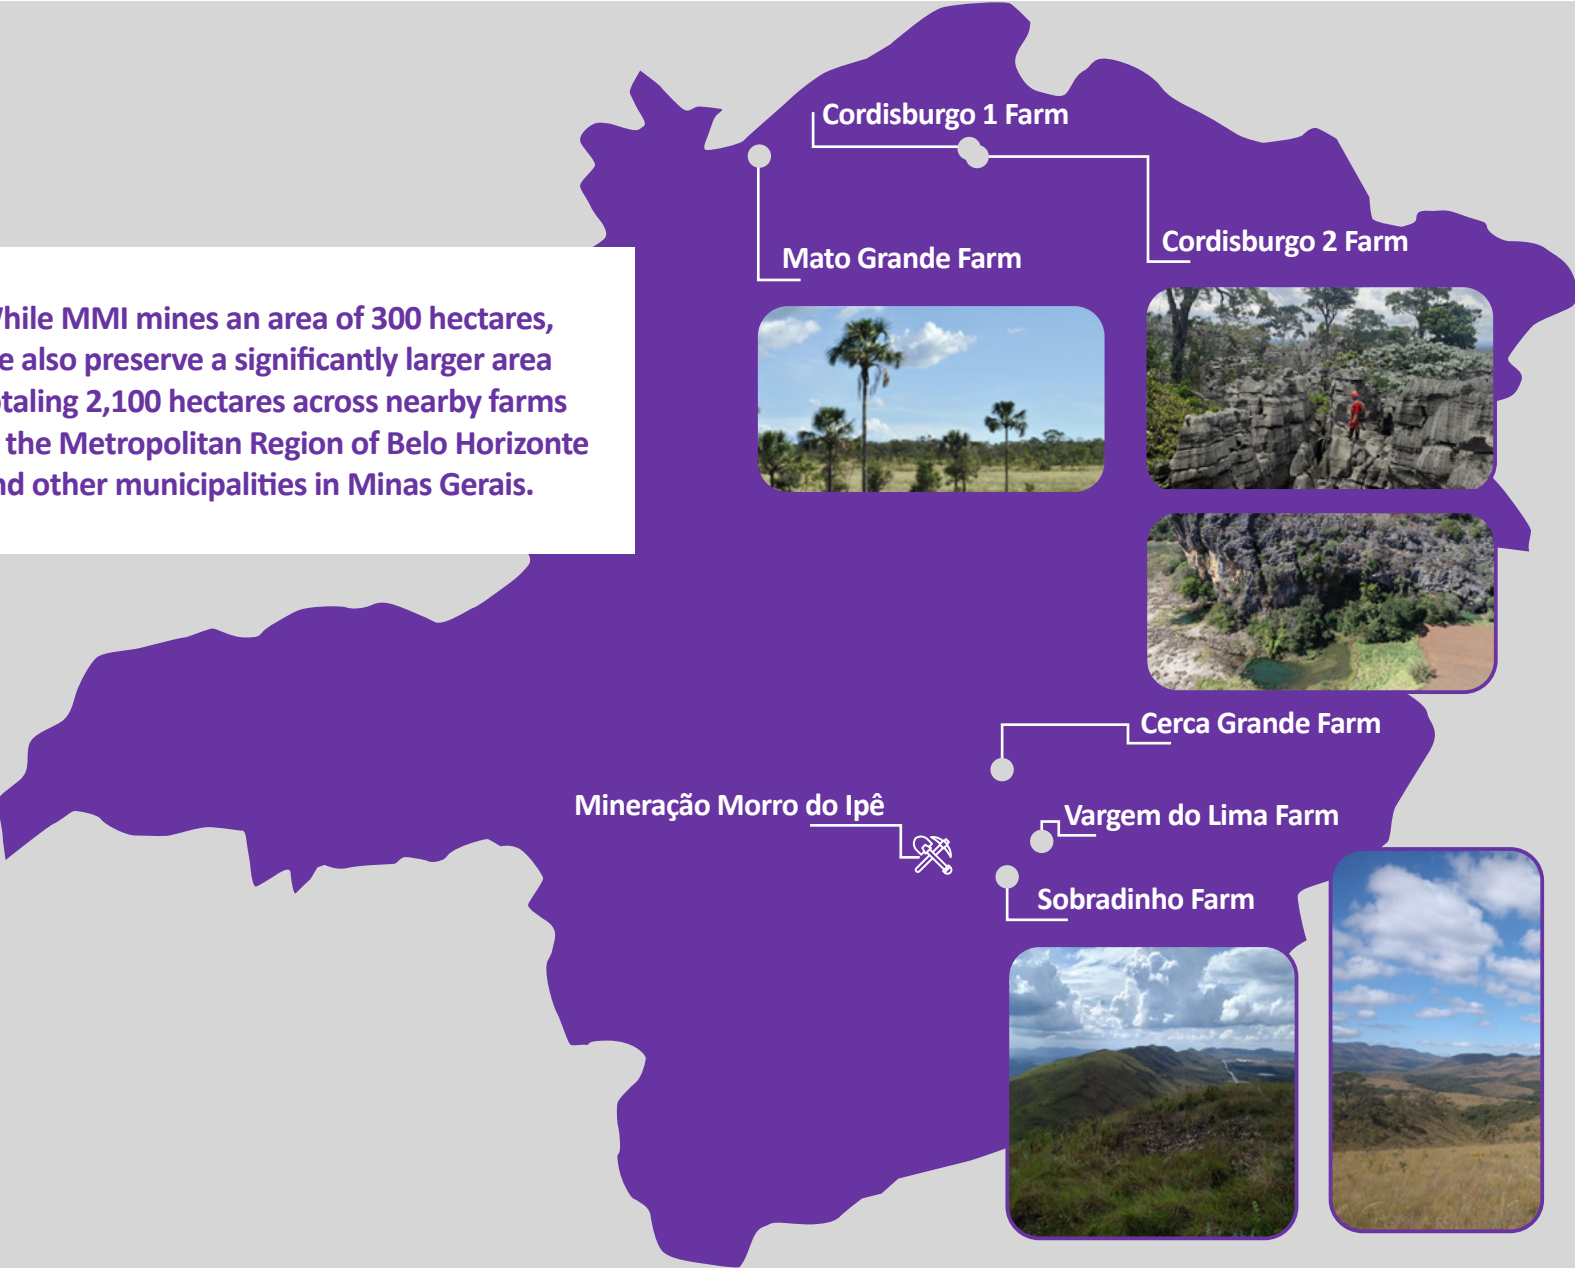 Cordisburgo 1 Farm
Cordisburgo 2 Farm
Mato Grande Farm
hile MMI mines an area of 300 hectares,
e also preserve a significantly larger area
taling 2,100 hectares across nearby farms
the Metropolitan Region of Belo Horizonte
nd other municipalities in Minas Gerais.
Cerca Grande Farm
Mineração Morro do Ipê
Vargem do Lima Farm
Sobradinho Farm